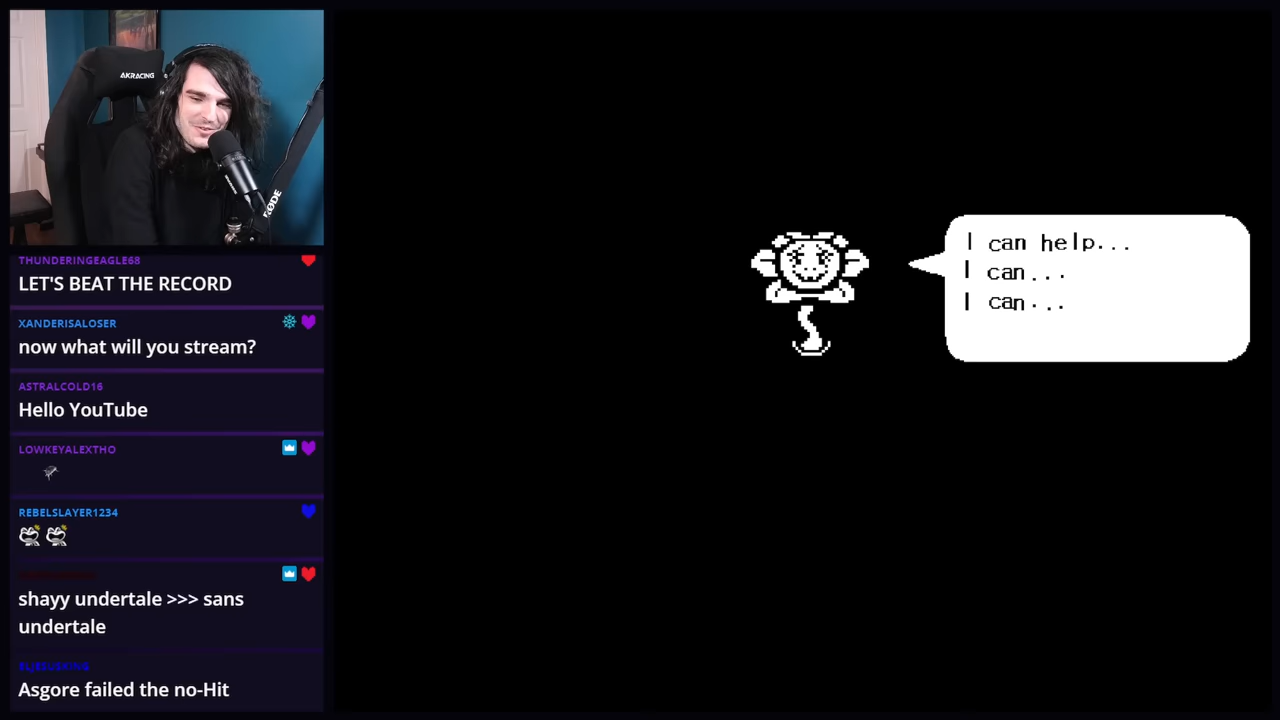 AKRACING
RØDE
THUNDERINGEAGLE68
LET'S BEAT THE RECORD
XANDERISALOSER
now what will you stream?
ASTRALCOLD16
Hello YouTube
LOWKEYALEXTHO
REBELSLAYER1234
shayy undertale >>> sans
undertale
Asgore failed the no-Hit
I can help...
I can...
I can...